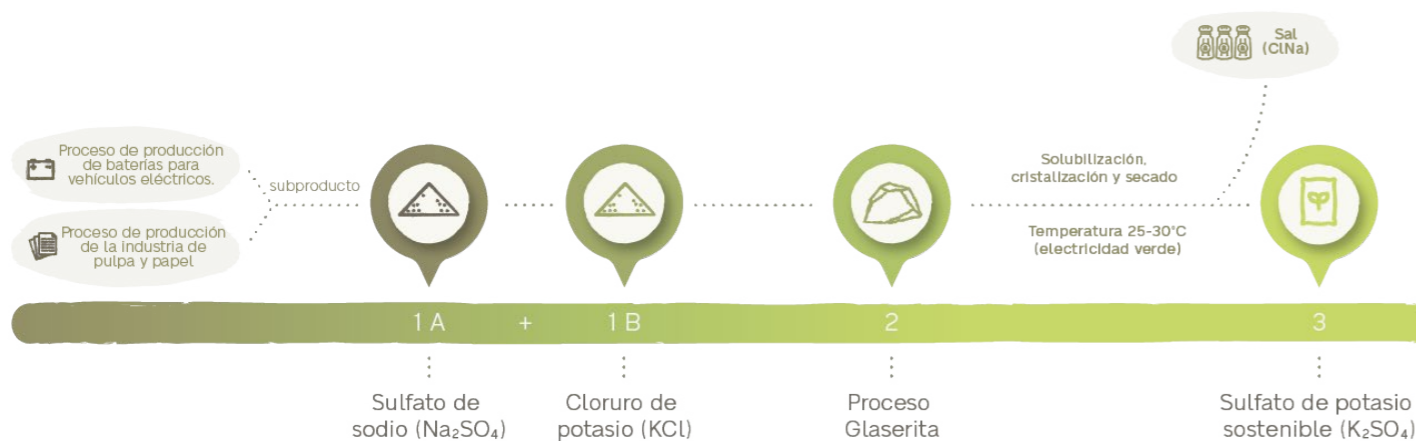 Sal
(ClNa)
Proceso de producción
de baterías para
vehículos eléctricos.
subproducto
Proceso de producción
de la industria de
pulpa y papel
Solubilización,
cristalización y secado
Temperatura 25-30°C
(electricidad verde)
1 A + 1 B 2 3
Sulfato de
sodio (Na₂SO₄)
Cloruro de
potasio (KCl)
Proceso
Glaserita
Sulfato de potasio
sostenible (K₂SO₄)